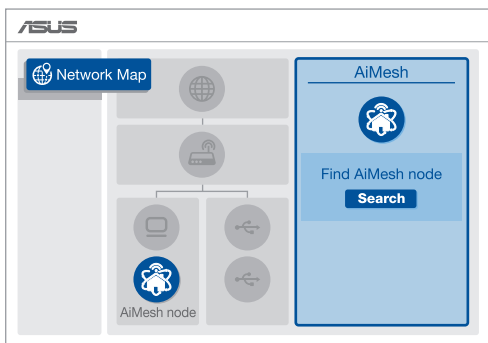 ASUS
Network Map
AiMesh
Find AiMesh node
Search
AiMesh node